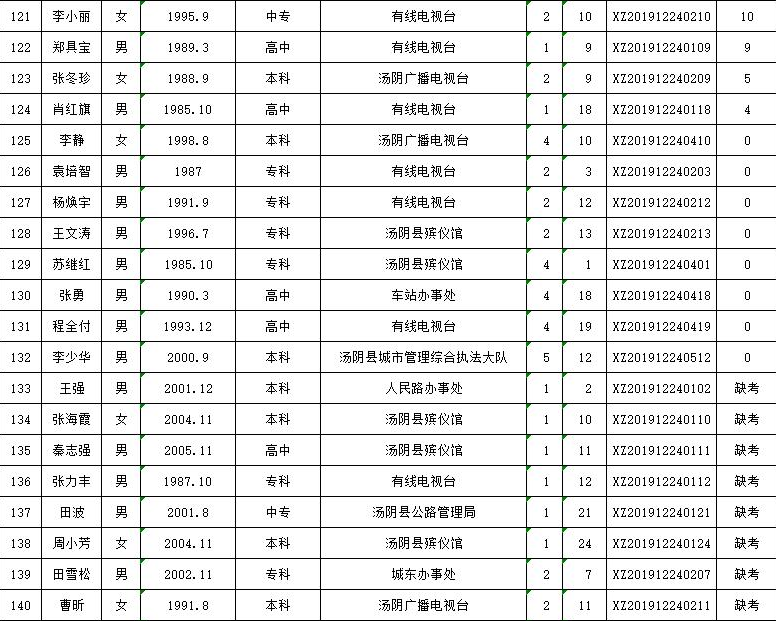 121 李小丽 女 1995.9 中专 有线电视台 2 10 XZ201912240210 10
122 郑具宝 男 1989.3 高中 有线电视台 1 9 XZ201912240109 9
123 张冬珍 女 1988.9 本科 汤阴广播电视台 2 9 XZ201912240209 5
124 肖红旗 男 1985.10 高中 有线电视台 1 18 XZ201912240118 4
125 李静 女 1998.8 本科 汤阴广播电视台 4 10 XZ201912240410 0
126 袁培智 男 1987 专科 有线电视台 2 3 XZ201912240203 0
127 杨焕宇 男 1991.9 专科 有线电视台 2 12 XZ201912240212 0
128 王文涛 男 1996.7 专科 汤阴县殡仪馆 2 13 XZ201912240213 0
129 苏继红 男 1985.10 专科 汤阴县殡仪馆 4 1 XZ201912240401 0
130 张勇 男 1990.3 高中 车站办事处 4 18 XZ201912240418 0
131 程全付 男 1993.12 高中 有线电视台 4 19 XZ201912240419 0
132 李少华 男 2000.9 本科 汤阴县城市管理综合执法大队 5 12 XZ201912240512 0
133 王强 男 2001.12 本科 人民路办事处 1 2 XZ201912240102 缺考
134 张海霞 女 2004.11 本科 汤阴县殡仪馆 1 10 XZ201912240110 缺考
135 秦志强 男 2005.11 高中 汤阴县殡仪馆 1 11 XZ201912240111 缺考
136 张力丰 男 1987.10 专科 有线电视台 1 12 XZ201912240112 缺考
137 田波 男 2001.8 中专 汤阴县公路管理局 1 21 XZ201912240121 缺考
138 周小芳 女 2004.11 本科 汤阴县殡仪馆 1 24 XZ201912240124 缺考
139 田雪松 男 2002.11 专科 城东办事处 2 7 XZ201912240207 缺考
140 曹昕 女 1991.8 本科 汤阴广播电视台 2 11 XZ201912240211 缺考